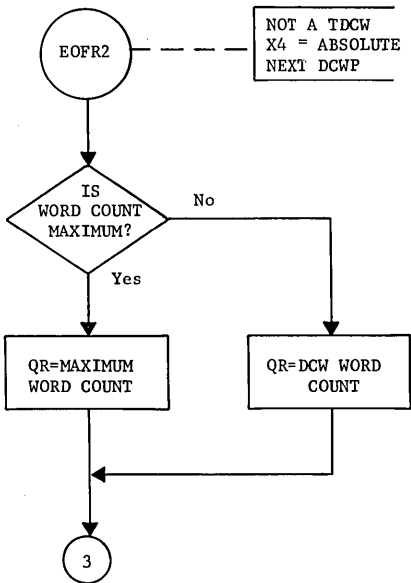 EOFR2
NOT A TDCW
X4 = ABSOLUTE
NEXT DCWP
IS
WORD COUNT
MAXIMUM?
No
Yes
QR=MAXIMUM
WORD COUNT
QR=DCW WORD
COUNT
3